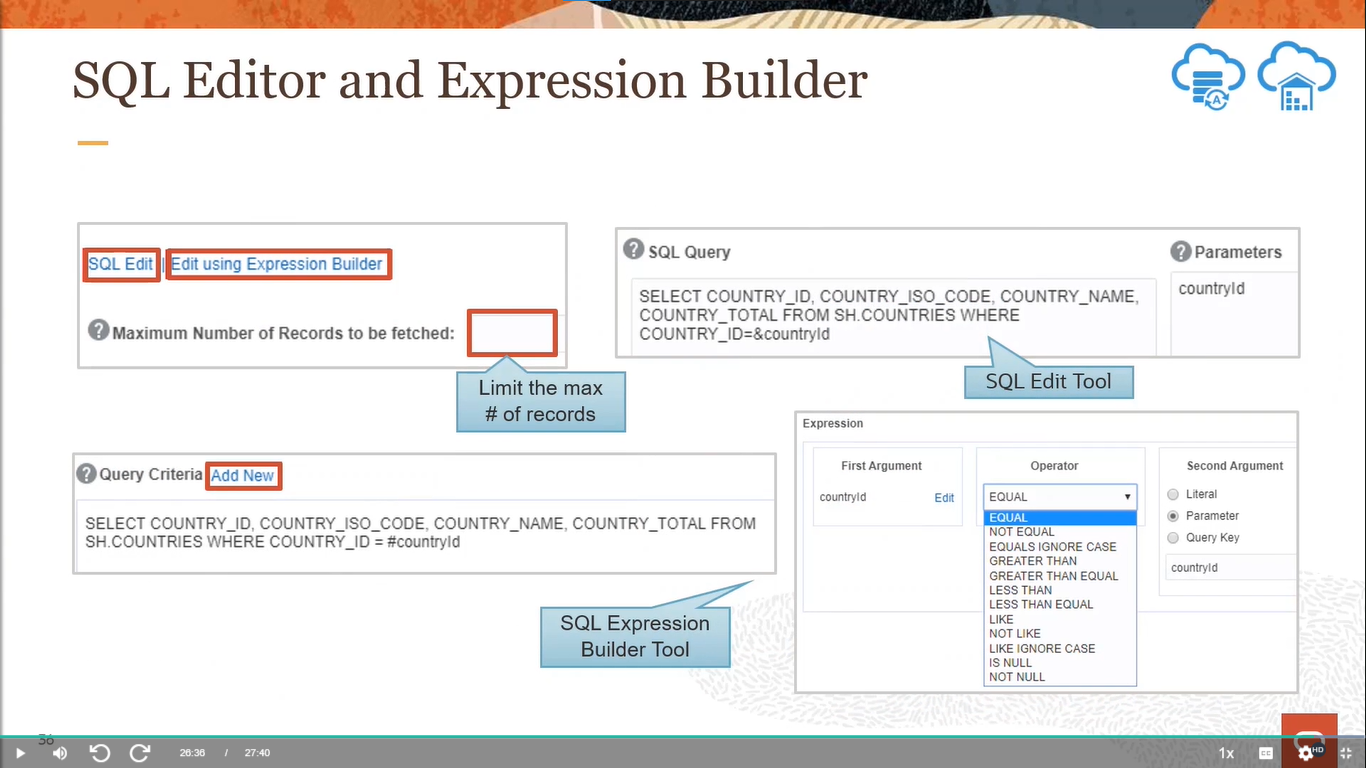 SQL Editor and Expression Builder
A
SQL Edit | Edit using Expression Builder
? Maximum Number of Records to be fetched:
Limit the max
# of records
? SQL Query
SELECT COUNTRY_ID, COUNTRY_ISO_CODE, COUNTRY_NAME,
COUNTRY_TOTAL FROM SH.COUNTRIES WHERE
COUNTRY_ID=&countryId
? Parameters
countryId
SQL Edit Tool
? Query Criteria Add New
SELECT COUNTRY_ID, COUNTRY_ISO_CODE, COUNTRY_NAME, COUNTRY_TOTAL FROM
SH.COUNTRIES WHERE COUNTRY_ID = #countryId
SQL Expression
Builder Tool
Expression
First Argument
countryId Edit
Operator
EQUAL
EQUAL
NOT EQUAL
EQUALS IGNORE CASE
GREATER THAN
GREATER THAN EQUAL
LESS THAN
LESS THAN EQUAL
LIKE
NOT LIKE
LIKE IGNORE CASE
IS NULL
NOT NULL
Second Argument
Literal
Parameter
Query Key
countryId
36
26:36 / 27:40
1x CC HD